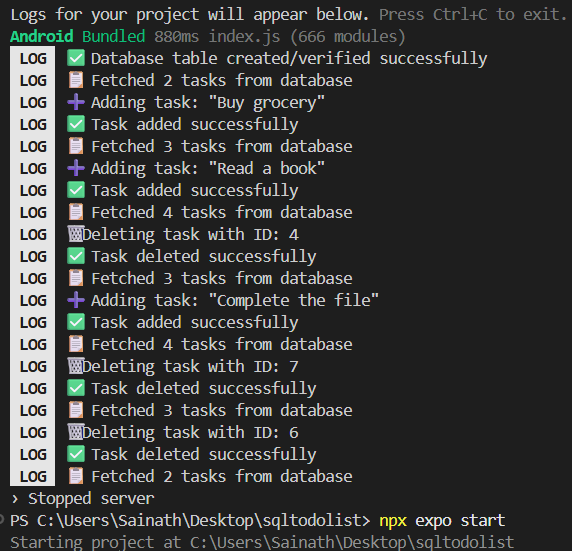 Logs for your project will appear below. Press Ctrl+C to exit.
Android Bundled 880ms index.js (666 modules)
LOG ✅ Database table created/verified successfully
LOG 📋 Fetched 2 tasks from database
LOG ➕ Adding task: "Buy grocery"
LOG ✅ Task added successfully
LOG 📋 Fetched 3 tasks from database
LOG ➕ Adding task: "Read a book"
LOG ✅ Task added successfully
LOG 📋 Fetched 4 tasks from database
LOG 🗑️Deleting task with ID: 4
LOG ✅ Task deleted successfully
LOG 📋 Fetched 3 tasks from database
LOG ➕ Adding task: "Complete the file"
LOG ✅ Task added successfully
LOG 📋 Fetched 4 tasks from database
LOG 🗑️Deleting task with ID: 7
LOG ✅ Task deleted successfully
LOG 📋 Fetched 3 tasks from database
LOG 🗑️Deleting task with ID: 6
LOG ✅ Task deleted successfully
LOG 📋 Fetched 2 tasks from database
› Stopped server
PS C:\Users\Sainath\Desktop\sqltodolist> npx expo start
Starting project at C:\Users\Sainath\Desktop\sqltodolist